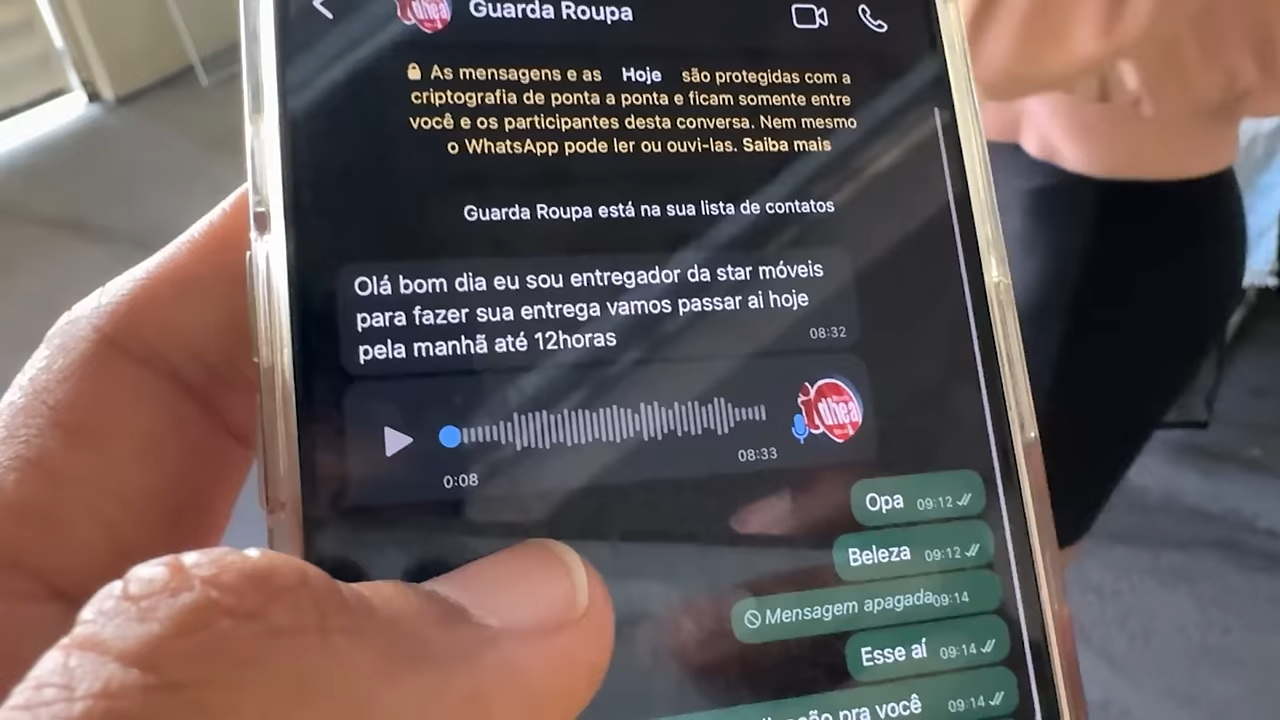 Guarda Roupa
As mensagens e as Hoje são protegidas com a
criptografia de ponta a ponta e ficam somente entre
você e os participantes desta conversa. Nem mesmo
o WhatsApp pode ler ou ouvi-las. Saiba mais
Guarda Roupa está na sua lista de contatos
Olá bom dia eu sou entregador da star móveis
para fazer sua entrega vamos passar ai hoje
pela manhã até 12horas
08:32
dhea
0:08
08:33
Opa 09:12
Beleza 09:12
Mensagem apagada 09:14
Esse aí 09:14
pra você 09:14